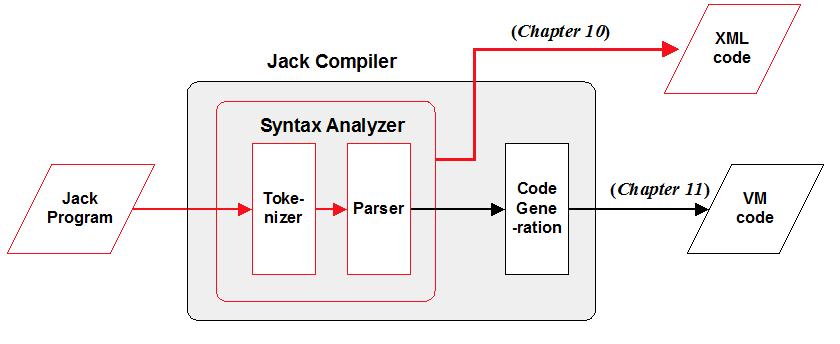 (Chapter 10)
XML
code
Jack Compiler
Syntax Analyzer
Jack
Program
Toke-
nizer
Parser
Code
Gene
-ration
(Chapter 11)
VM
code